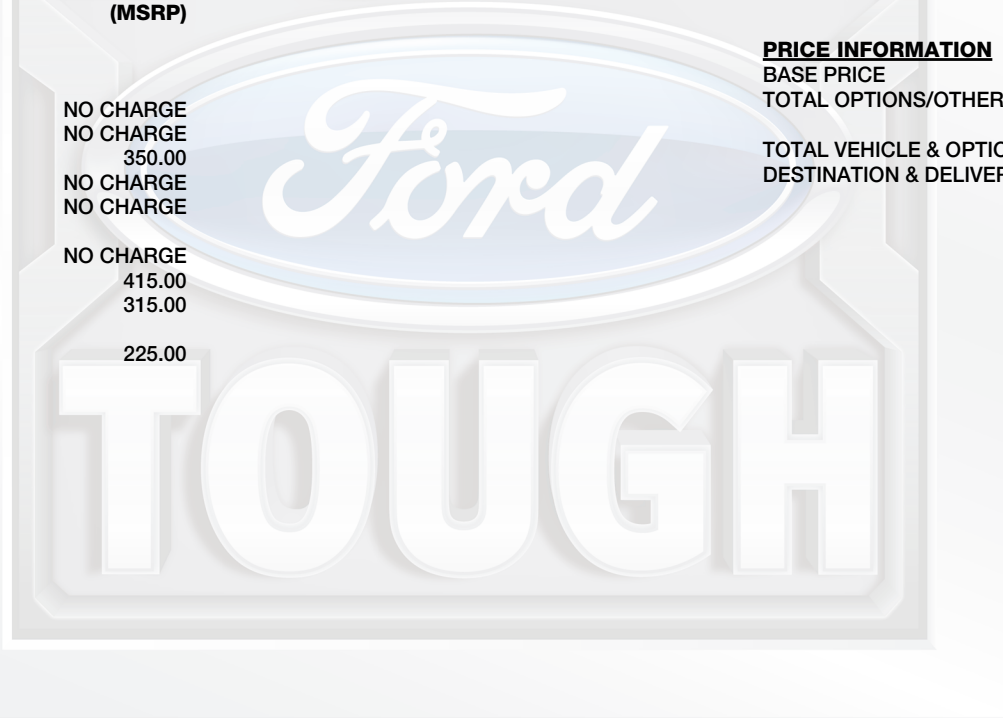 (MSRP)
NO CHARGE
NO CHARGE
350.00
NO CHARGE
NO CHARGE
NO CHARGE
415.00
315.00
225.00
PRICE INFORMATION
BASE PRICE
TOTAL OPTIONS/OTHER
TOTAL VEHICLE & OPTIO
DESTINATION & DELIVER
Ford
TOUGH